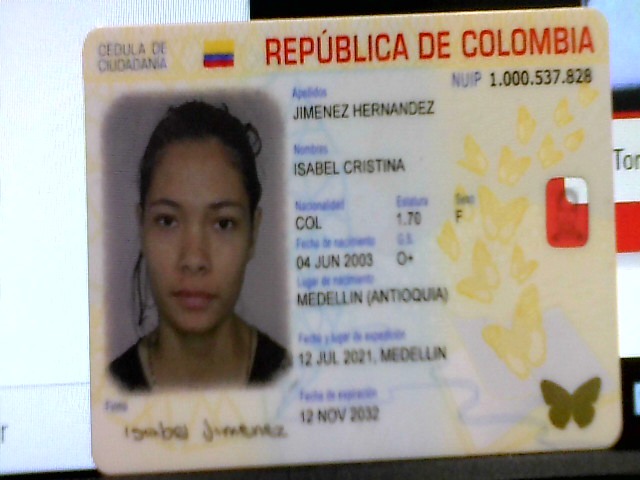 CÉDULA DE
CIUDADANÍA
REPÚBLICA DE COLOMBIA
NUIP 1.000.537.828
Apellidos
JIMENEZ HERNANDEZ
Nombres
ISABEL CRISTINA
Nacionalidad Estatura Sexo
COL 1.70 F
Fecha de nacimiento G.S.
04 JUN 2003 O+
Lugar de nacimiento
MEDELLIN (ANTIOQUIA)
Fecha y lugar de expedición
12 JUL 2021, MEDELLIN
Fecha de expiración
12 NOV 2032
Firma
Isabel Jimenez
Tor